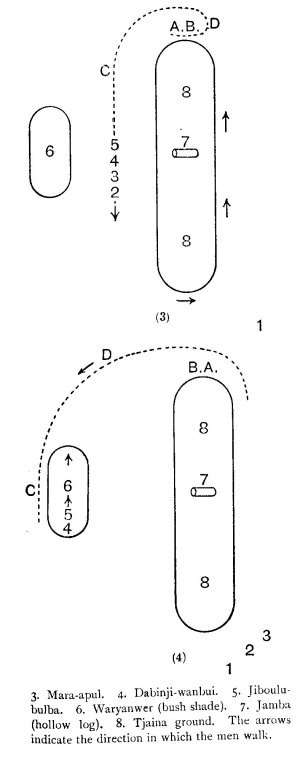 A.B. D
C
8
5
4
3
2
6
7
8
(3)
1
D
B.A.
8
C
6
5
4
7
8
3
2
1
(4)
3. Mara-apul. 4. Dabinji-wanbui. 5. Jiboulu-
bulba. 6. Waryanwer (bush shade). 7. Jamba
(hollow log). 8. Tjaina ground. The arrows
indicate the direction in which the men walk.